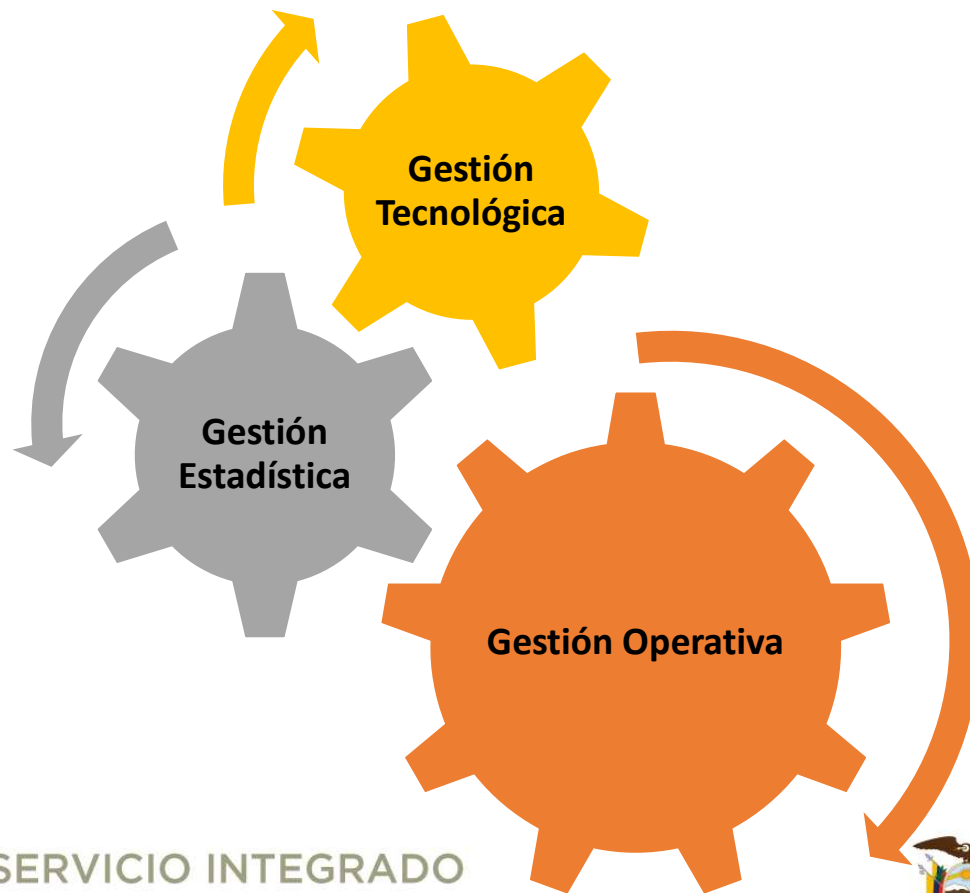 Gestión
Tecnológica
Gestión
Estadística
Gestión Operativa
SERVICIO INTEGRADO